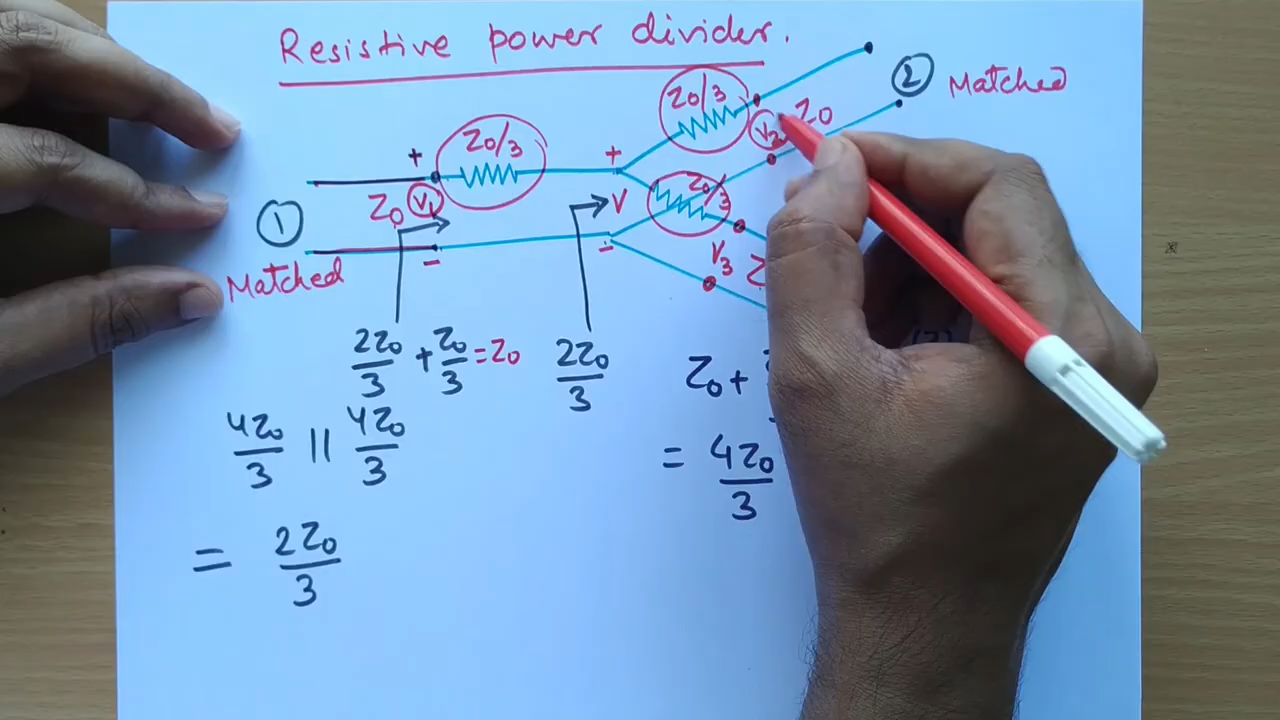 Resistive power divider.
② Matched
Z0/3
+ Z0/3 + V2 Z0
Z0 V1 V Z0/3
①
Matched - - V3 Z
2Z0/3 + Z0/3 = Z0 2Z0/3 Z0 +
4Z0/3 || 4Z0/3 = 4Z0/3
= 2Z0/3